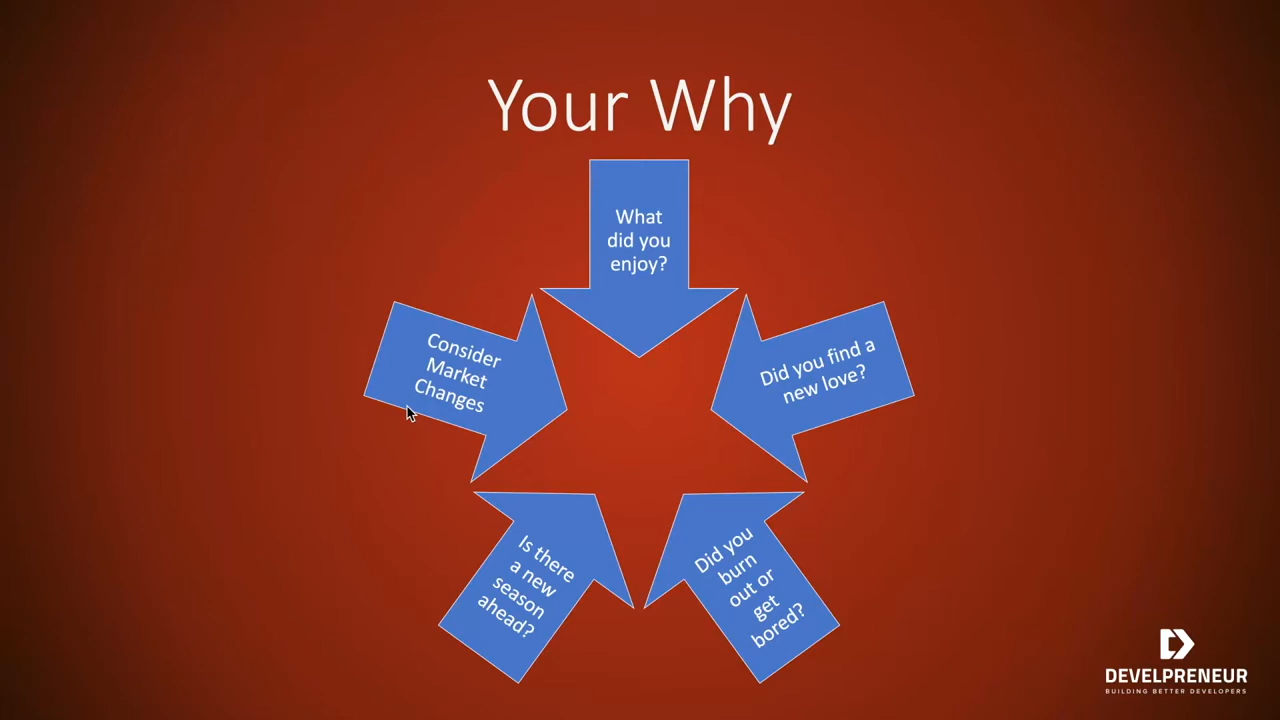 Your Why
What
did you
enjoy?
Did you find a
new love?
Did you
burn
out or
get
bored?
Is there
a new
season
ahead?
Consider
Market
Changes
DEVELPRENEUR
BUILDING BETTER DEVELOPERS